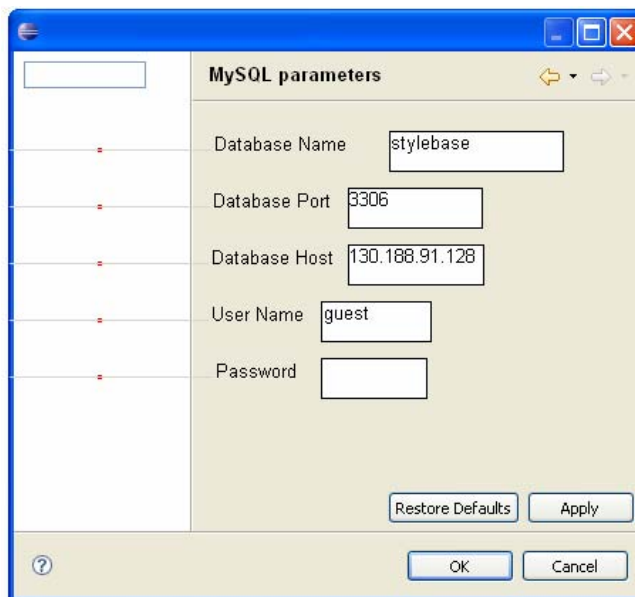 MySQL parameters
Database Name stylebase
Database Port 3306
Database Host 130.188.91.128
User Name guest
Password
Restore Defaults Apply
? OK Cancel